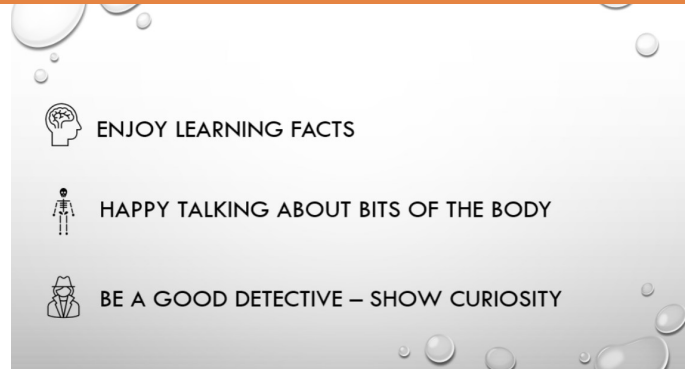 ENJOY LEARNING FACTS
HAPPY TALKING ABOUT BITS OF THE BODY
BE A GOOD DETECTIVE – SHOW CURIOSITY